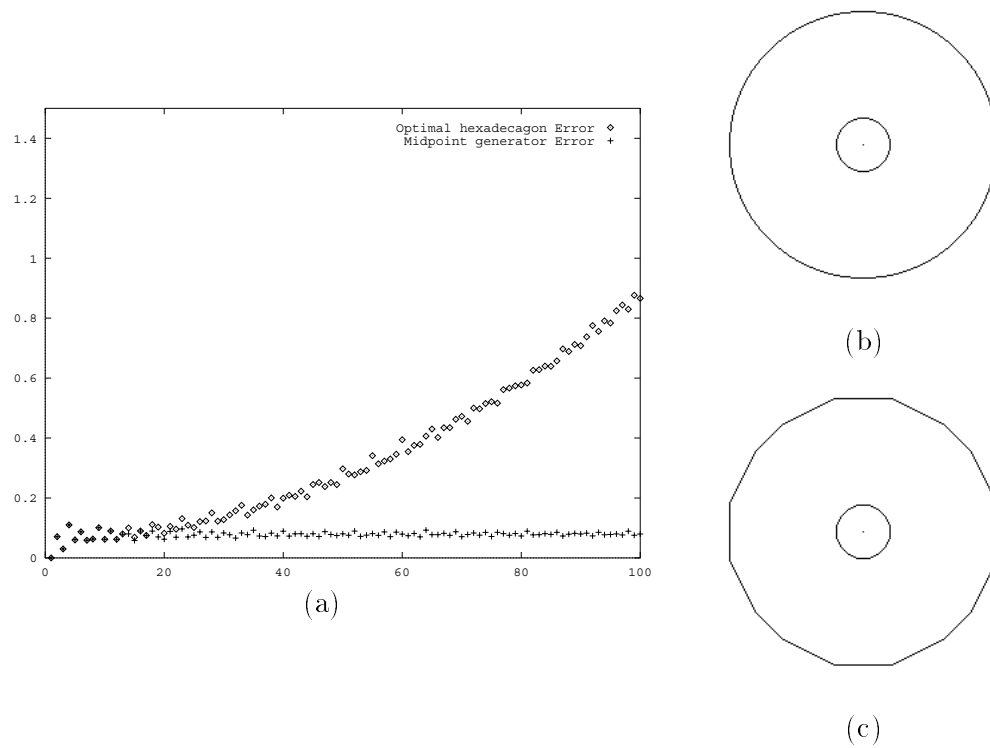 Optimal hexadecagon Error
Midpoint generator Error
1.4
1.2
1
0.8
0.6
0.4
0.2
0
0 20 40 60 80 100
(a)
(b)
(c)